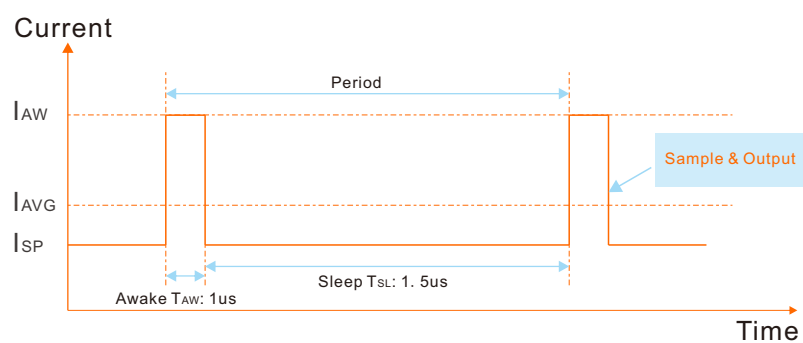 Current
Period
IAW
Sample & Output
IAVG
ISP
Sleep TSL: 1. 5us
Awake TAW: 1us
Time